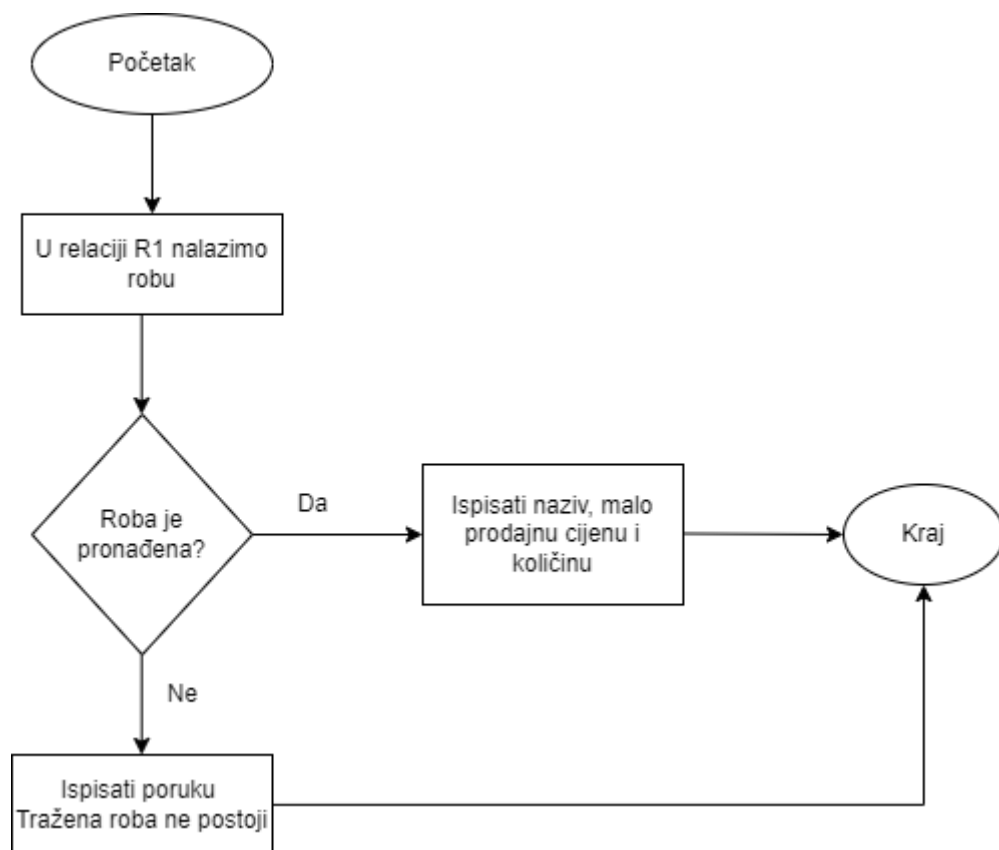 Početak
U relaciji R1 nalazimo
robu
Roba je
pronađena?
Da
Ispisati naziv, malo
prodajnu cijenu i
količinu
Kraj
Ne
Ispisati poruku
Tražena roba ne postoji